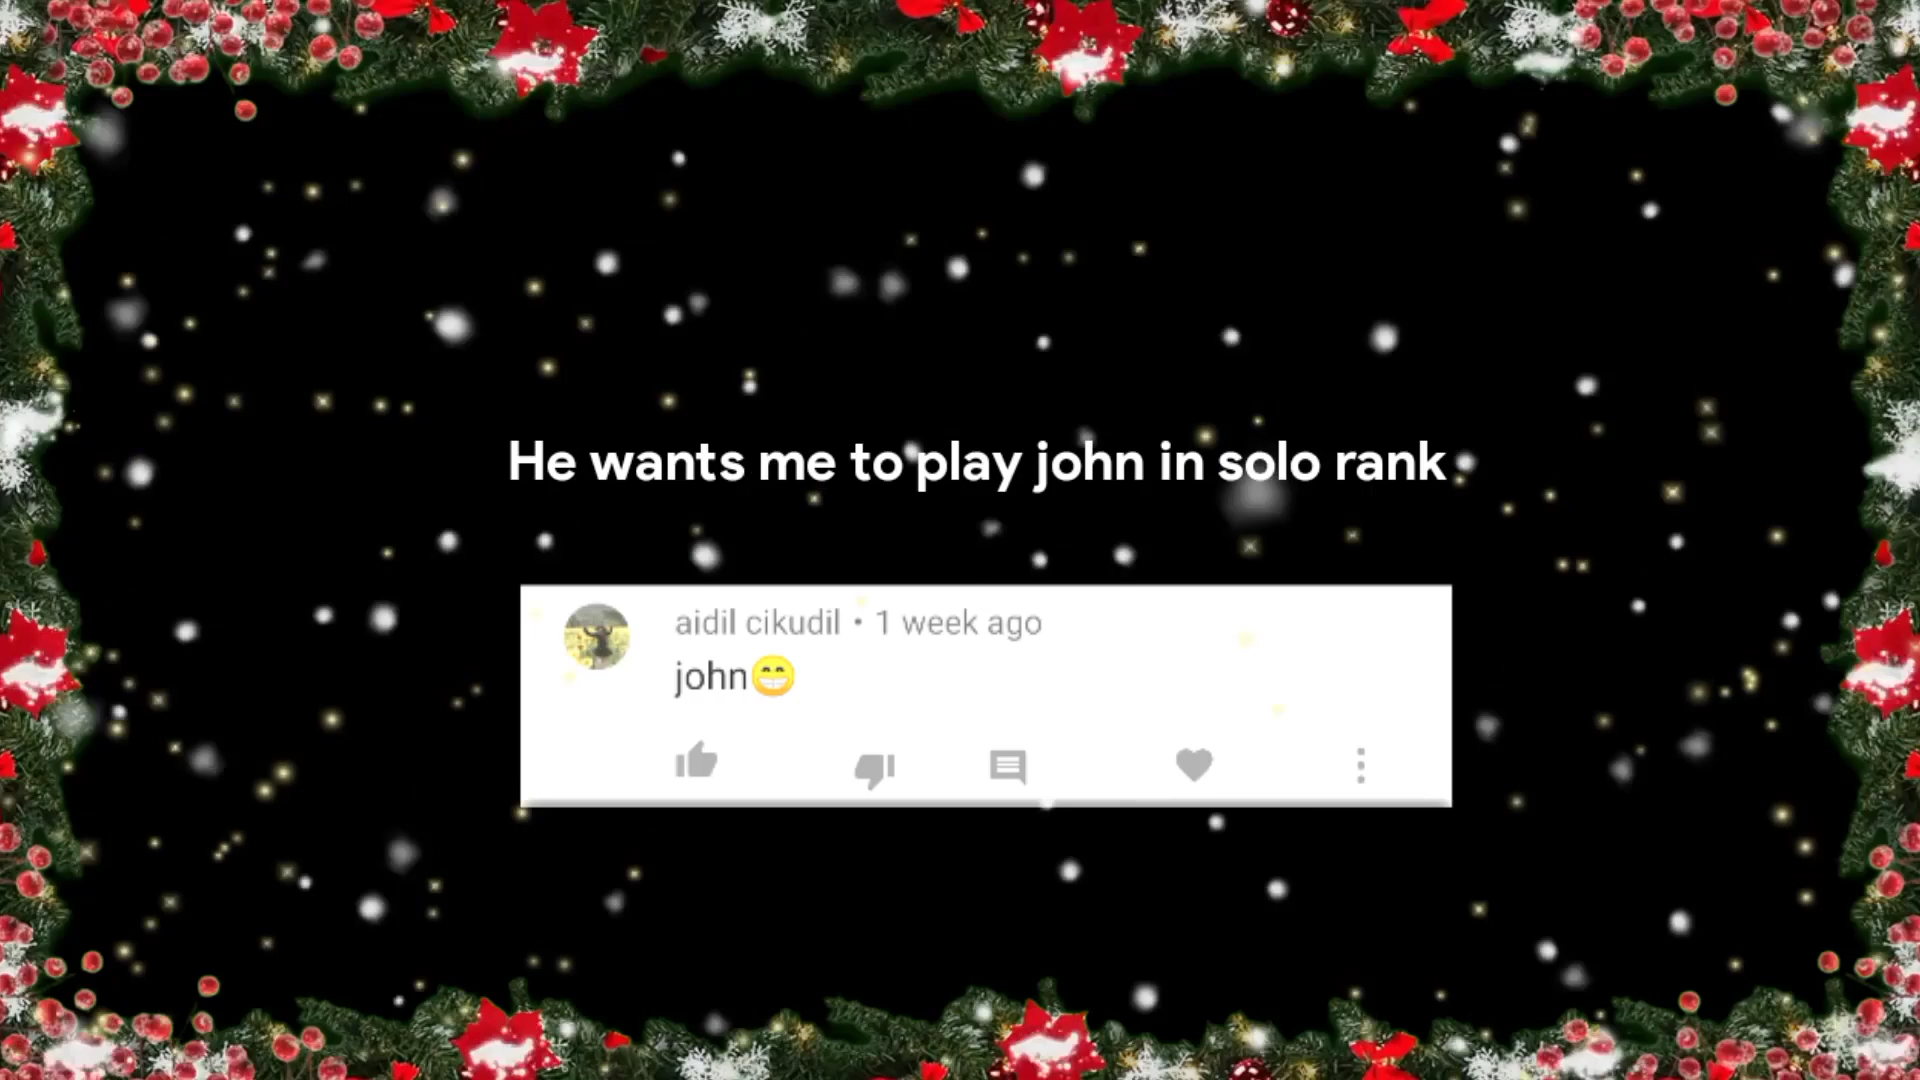 He wants me to play john in solo rank
aidil cikudil • 1 week ago
john😁